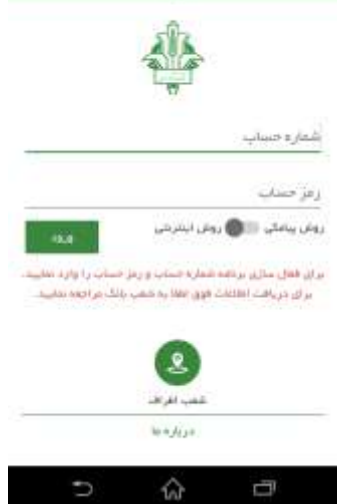 شماره حساب
رمز حساب
روش پیامکی روش اینترنتی
ورود
برای فعال سازی برنامه شماره حساب و رمز حساب را وارد نمایید.
برای دریافت اطلاعات فوق لطفا به شعب بانک مراجعه نمایید.
شعب اطراف
درباره ما